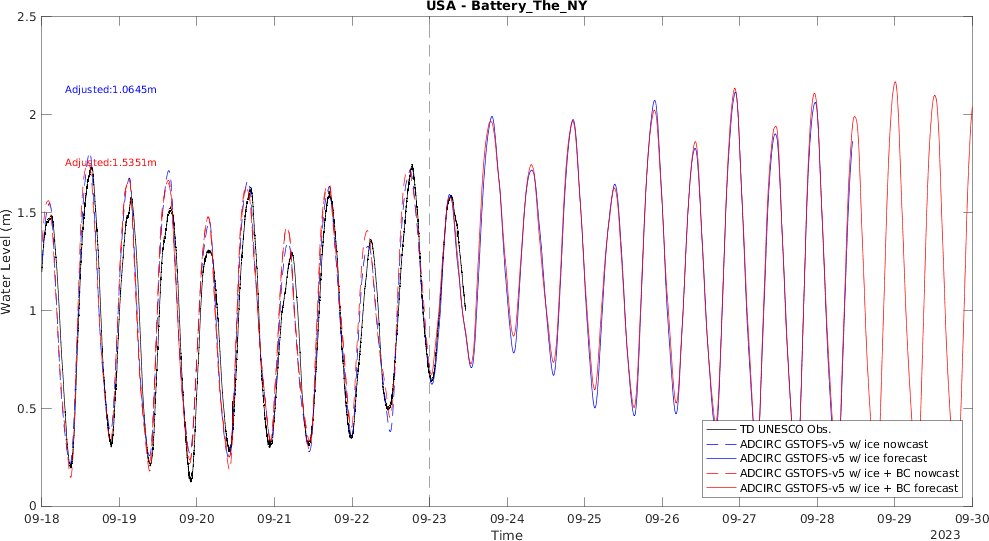 USA - Battery_The_NY
2.5
2
1.5
1
0.5
0
Water Level (m)
Adjusted:1.0645m
Adjusted:1.5351m
TD UNESCO Obs.
ADCIRC GSTOFS-v5 w/ ice nowcast
ADCIRC GSTOFS-v5 w/ ice forecast
ADCIRC GSTOFS-v5 w/ ice + BC nowcast
ADCIRC GSTOFS-v5 w/ ice + BC forecast
09-18 09-19 09-20 09-21 09-22 09-23 09-24 09-25 09-26 09-27 09-28 09-29 09-30
Time
2023